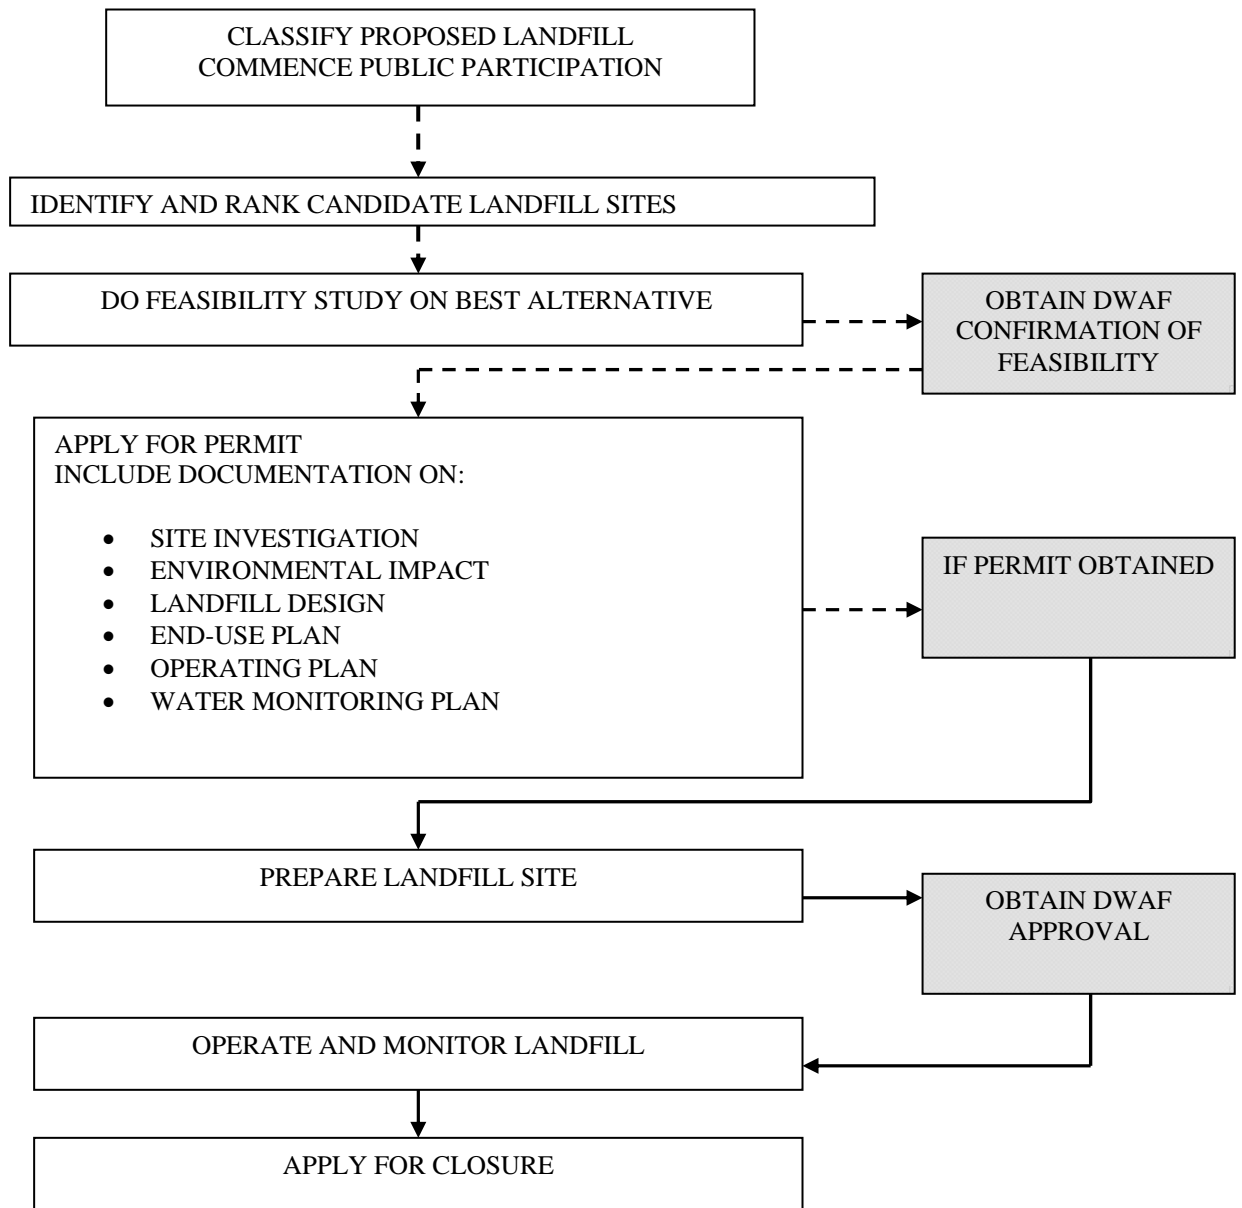 CLASSIFY PROPOSED LANDFILL
COMMENCE PUBLIC PARTICIPATION
IDENTIFY AND RANK CANDIDATE LANDFILL SITES
DO FEASIBILITY STUDY ON BEST ALTERNATIVE
OBTAIN DWAF
CONFIRMATION OF
FEASIBILITY
APPLY FOR PERMIT
INCLUDE DOCUMENTATION ON:
• SITE INVESTIGATION
• ENVIRONMENTAL IMPACT
• LANDFILL DESIGN
• END-USE PLAN
• OPERATING PLAN
• WATER MONITORING PLAN
IF PERMIT OBTAINED
PREPARE LANDFILL SITE
OBTAIN DWAF
APPROVAL
OPERATE AND MONITOR LANDFILL
APPLY FOR CLOSURE